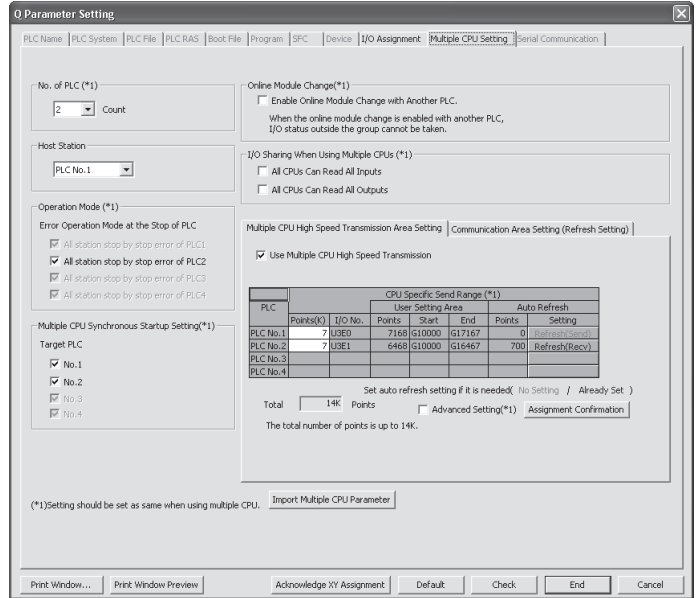 Q Parameter Setting
PLC Name PLC System PLC File PLC RAS Boot File Program SFC Device I/O Assignment Multiple CPU Setting Serial Communication
No. of PLC (*1)
2 Count
Host Station
PLC No.1
Operation Mode (*1)
Error Operation Mode at the Stop of PLC
All station stop by stop error of PLC1
All station stop by stop error of PLC2
All station stop by stop error of PLC3
All station stop by stop error of PLC4
Multiple CPU Synchronous Startup Setting(*1)
Target PLC
No.1
No.2
No.3
No.4
Online Module Change(*1)
Enable Online Module Change with Another PLC.
When the online module change is enabled with another PLC,
I/O status outside the group cannot be taken.
I/O Sharing When Using Multiple CPUs (*1)
All CPUs Can Read All Inputs
All CPUs Can Read All Outputs
Multiple CPU High Speed Transmission Area Setting Communication Area Setting (Refresh Setting)
Use Multiple CPU High Speed Transmission
CPU Specific Send Range (*1)
PLC User Setting Area Auto Refresh
Points(K) I/O No. Points Start End Points Setting
PLC No.1 7 U3E0 7168 G10000 G17167 0 Refresh(Send)
PLC No.2 7 U3E1 6468 G10000 G16467 700 Refresh(Recv)
PLC No.3
PLC No.4
Set auto refresh setting if it is needed( No Setting / Already Set )
Total 14K Points Advanced Setting(*1) Assignment Confirmation
The total number of points is up to 14K.
(*1)Setting should be set as same when using multiple CPU. Import Multiple CPU Parameter
Print Window... Print Window Preview Acknowledge XY Assignment Default Check End Cancel